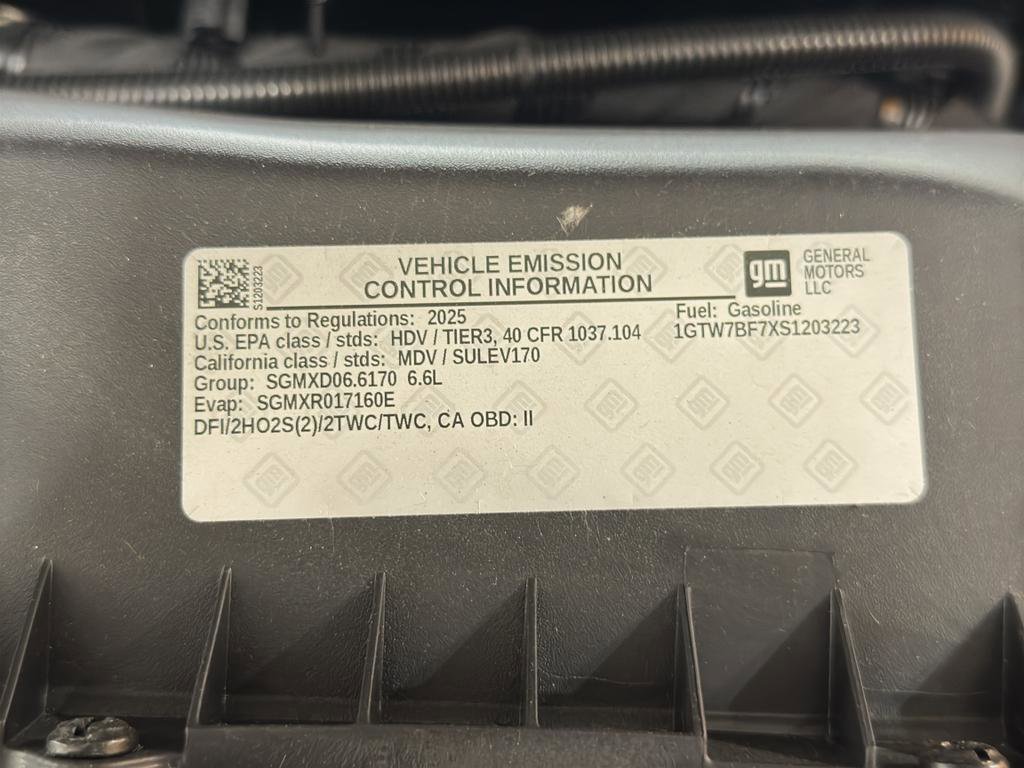 VEHICLE EMISSION
CONTROL INFORMATION
gm
GENERAL
MOTORS
LLC
S1203223
Conforms to Regulations: 2025
Fuel: Gasoline
U.S. EPA class / stds: HDV / TIER3, 40 CFR 1037.104
1GTW7BF7XS1203223
California class / stds: MDV / SULEV170
Group: SGMXD06.6170 6.6L
Evap: SGMXR017160E
DFI/2HO2S(2)/2TWC/TWC, CA OBD: II